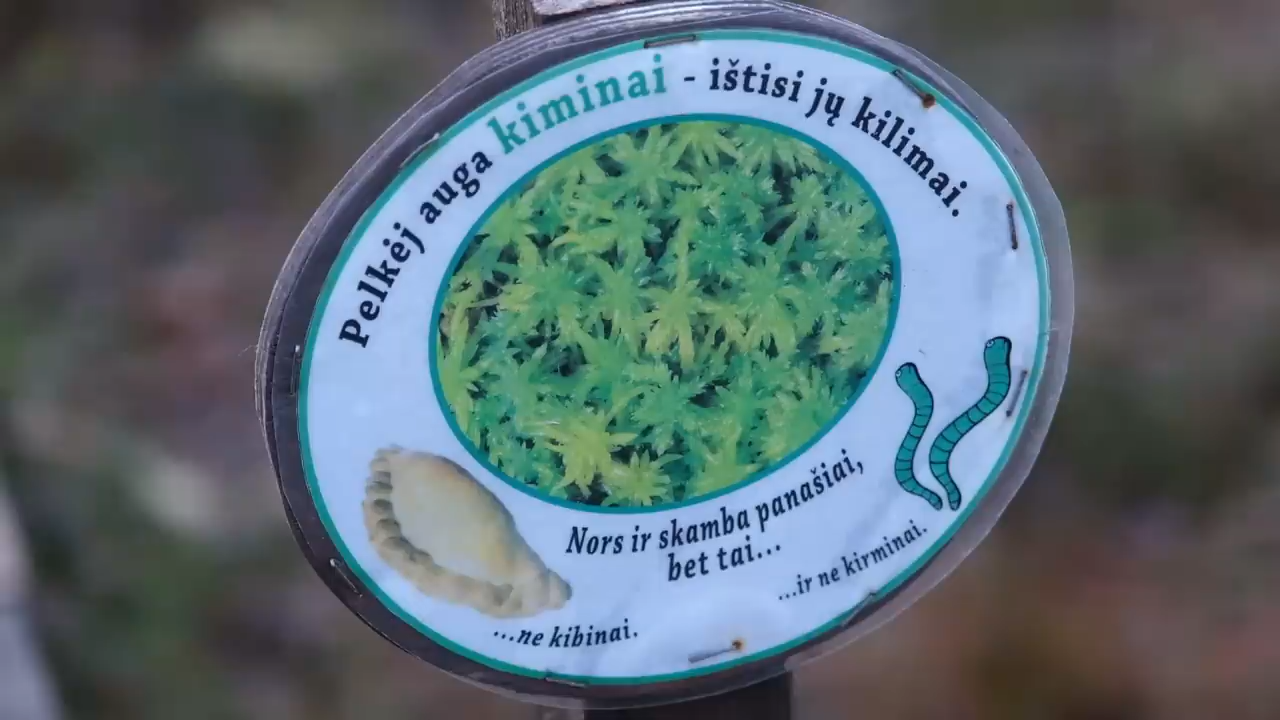 Pelkėj auga kiminai - ištisi jų kilimai.
Nors ir skamba panašiai,
bet tai...
...ne kibinai.
...ir ne kirminai.